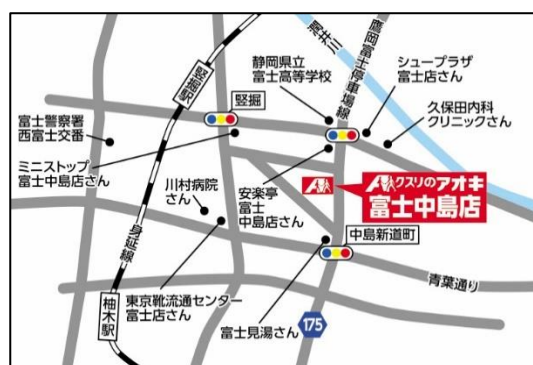 潤井川
鷹岡富士停車場線
静岡県立
富士高等学校
シュープラザ
富士店さん
竪堀駅
竪堀
久保田内科
クリニックさん
富士警察署
西富士交番
ミニストップ
富士中島店さん
川村病院
さん
安楽亭
富士
中島店さん
クスリのアオキ
富士中島店
身延線
中島新道町
青葉通り
柚木駅
東京靴流通センター
富士店さん
富士見湯さん
175